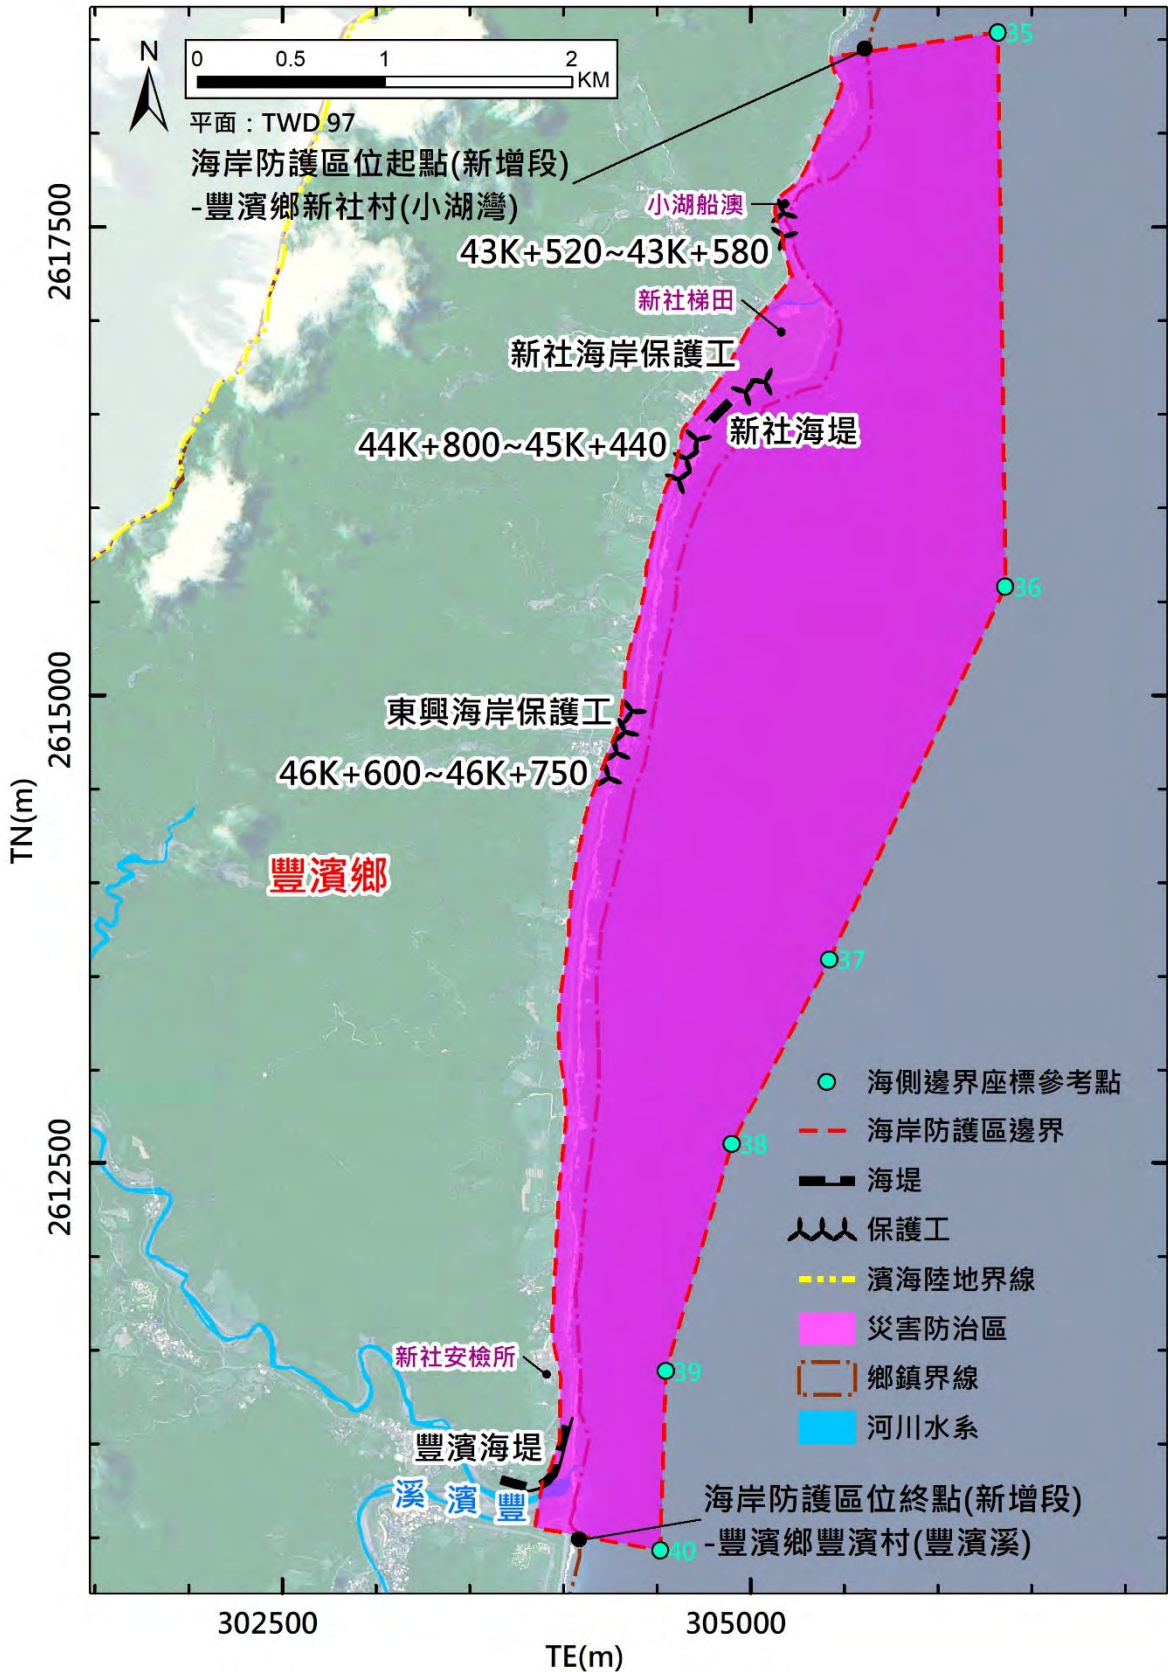 N
0 0.5 1 2
KM
平面：TWD 97
海岸防護區位起點(新增段)
-豐濱鄉新社村(小湖灣)
35
小湖船澳
43K+520~43K+580
新社梯田
新社海岸保護工
新社海堤
44K+800~45K+440
36
東興海岸保護工
46K+600~46K+750
豐濱鄉
37
38
39
40
新社安檢所
豐濱海堤
溪濱豐
海岸防護區位終點(新增段)
-豐濱鄉豐濱村(豐濱溪)
海側邊界座標參考點
海岸防護區邊界
海堤
保護工
濱海陸地界線
災害防治區
鄉鎮界線
河川水系
2617500
2615000
2612500
TN(m)
302500
305000
TE(m)